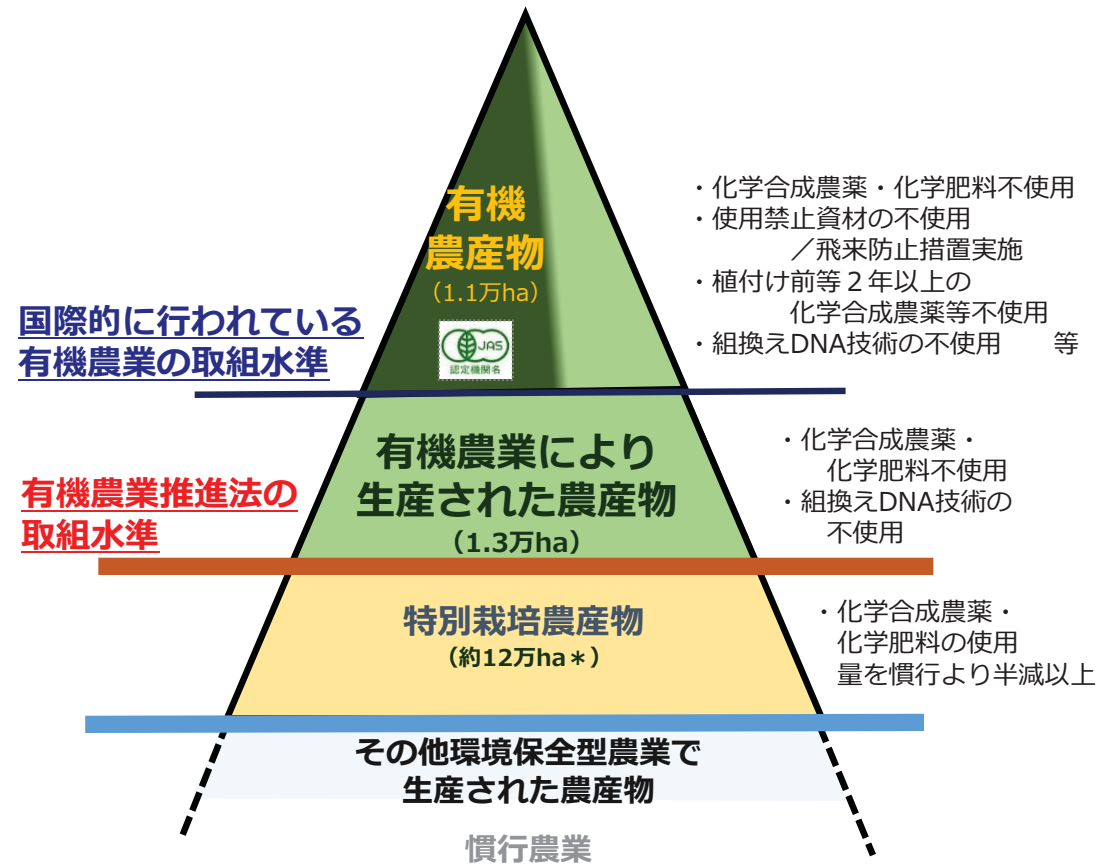 有機
農産物
（1.1万ha）
JAS
認定機関名
・化学合成農薬・化学肥料不使用
・使用禁止資材の不使用
／飛来防止措置実施
・植付け前等２年以上の
化学合成農薬等不使用
・組換えDNA技術の不使用　　等
国際的に行われている
有機農業の取組水準
有機農業により
生産された農産物
（1.3万ha）
・化学合成農薬・
化学肥料不使用
・組換えDNA技術の
不使用
有機農業推進法の
取組水準
特別栽培農産物
（約12万ha＊）
・化学合成農薬・
化学肥料の使用
量を慣行より半減以上
その他環境保全型農業で
生産された農産物
慣行農業